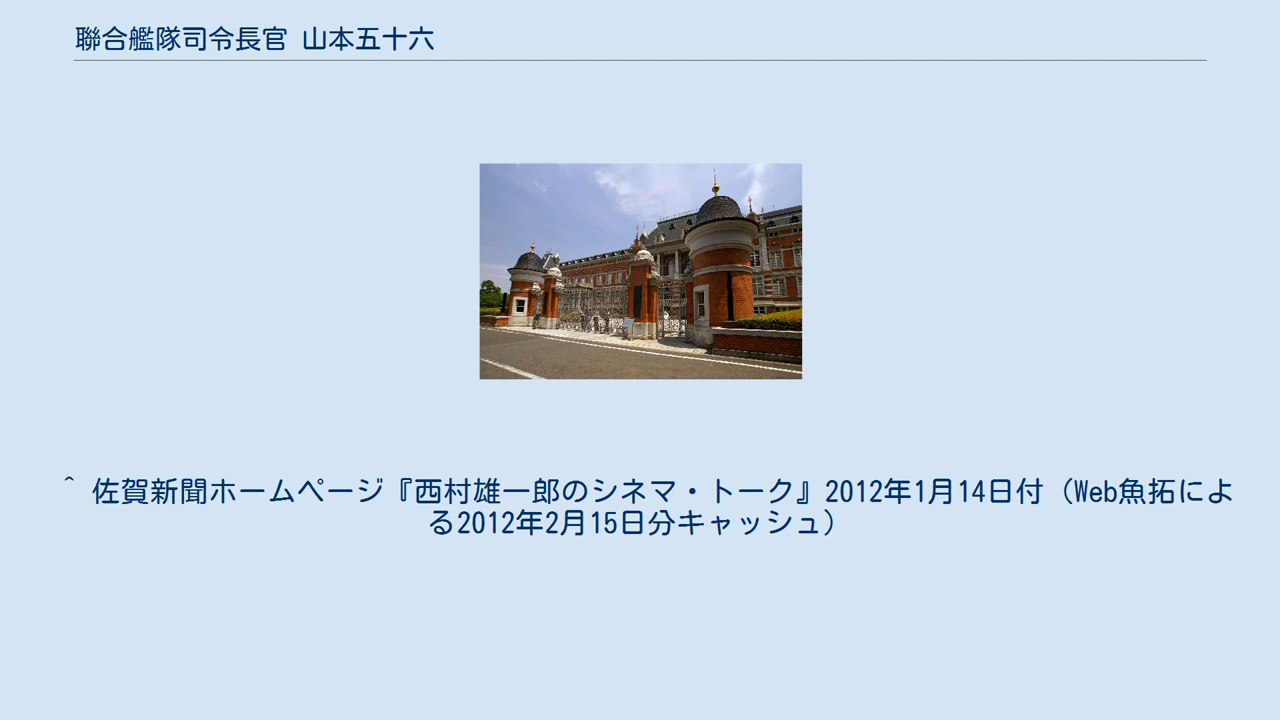 聯合艦隊司令長官 山本五十六
^ 佐賀新聞ホームページ『西村雄一郎のシネマ・トーク』2012年1月14日付（Web魚拓によ
る2012年2月15日分キャッシュ）